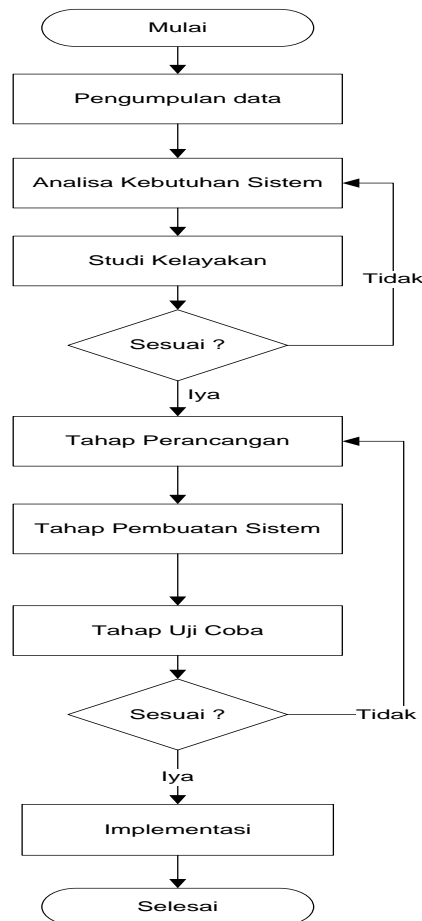 Mulai
Pengumpulan data
Analisa Kebutuhan Sistem
Studi Kelayakan
Tidak
Sesuai ?
Iya
Tahap Perancangan
Tahap Pembuatan Sistem
Tahap Uji Coba
Sesuai ?
Tidak
Iya
Implementasi
Selesai